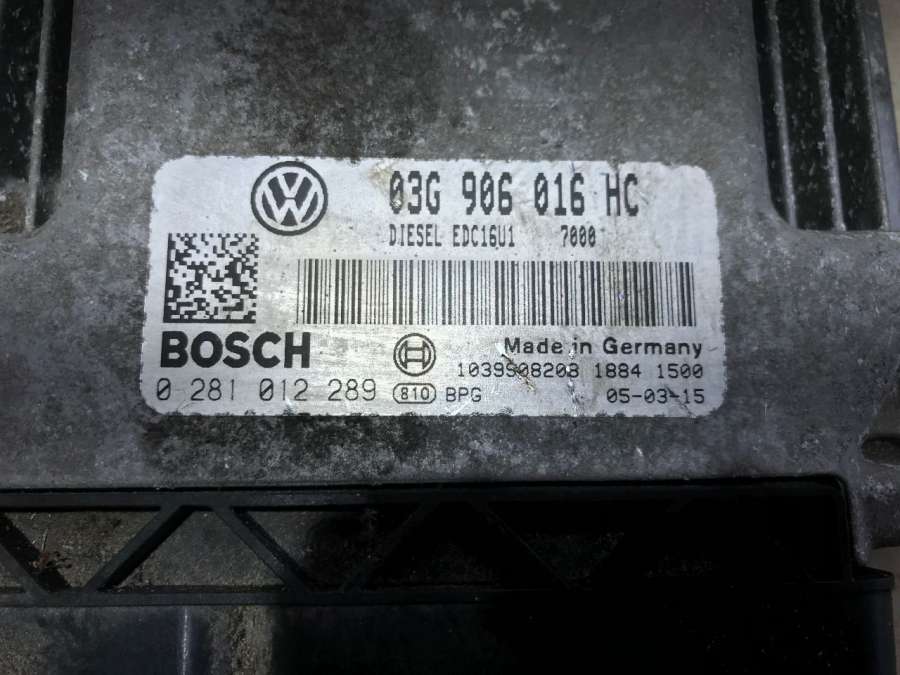 03G 906 016 HC
DIESEL EDC16U1 7000
BOSCH
Made in Germany
1039S08203 1884 1500
0 281 012 289 810 BPG 05-03-15